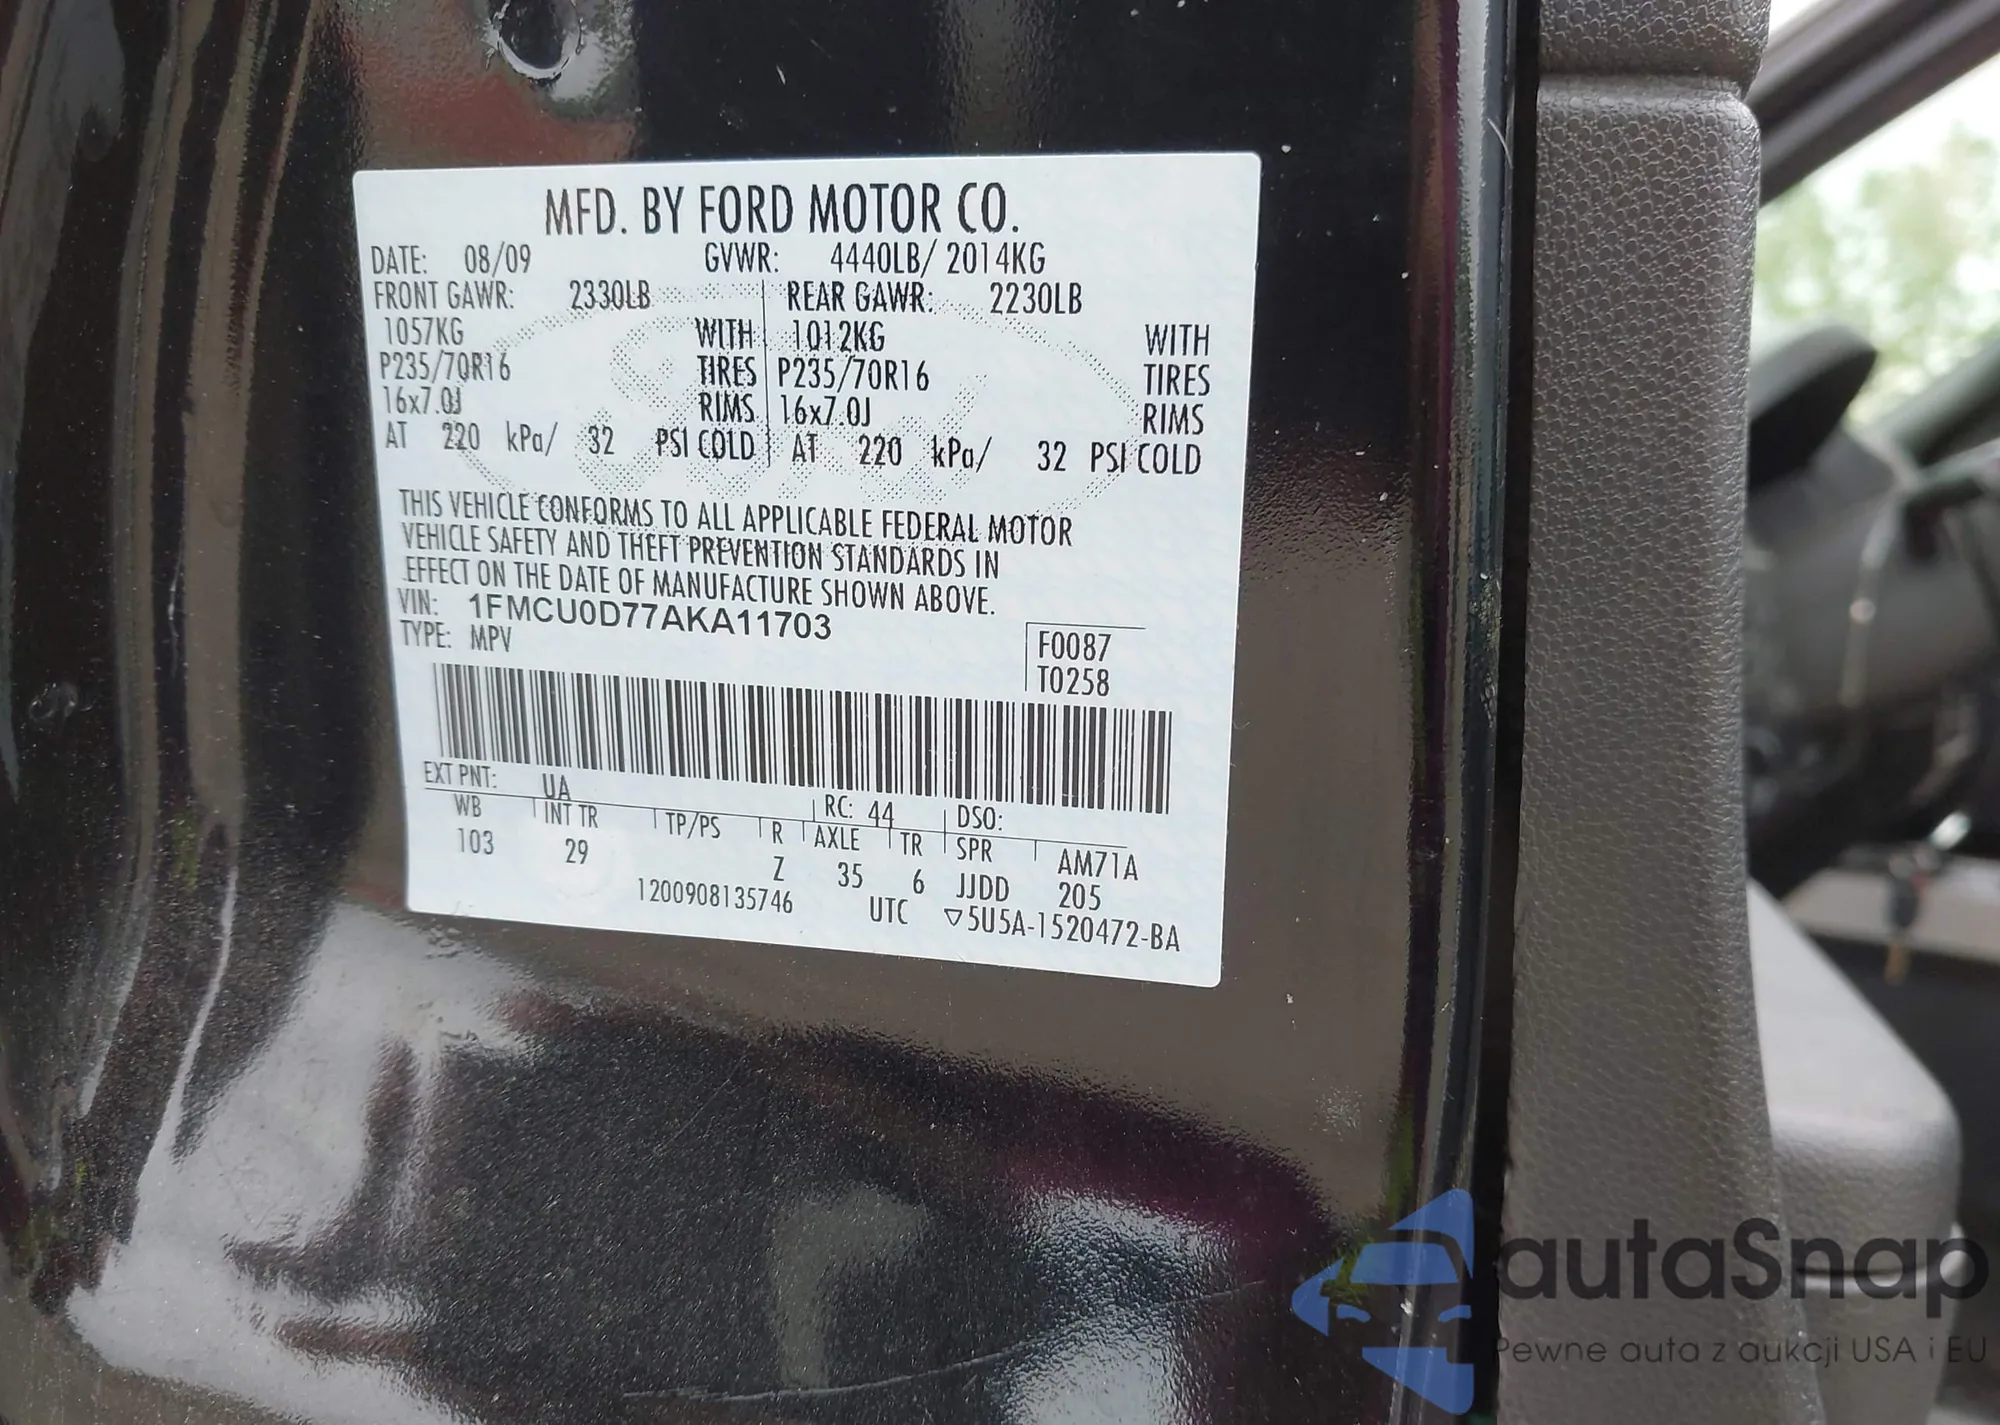 MFD. BY FORD MOTOR CO.
DATE: 08/09 GVWR: 4440LB/ 2014KG
FRONT GAWR: 2330LB REAR GAWR: 2230LB
1057KG WITH 1012KG WITH
P235/70R16 TIRES P235/70R16 TIRES
16x7.0J RIMS 16x7.0J RIMS
AT 220 kPa/ 32 PSI COLD AT 220 kPa/ 32 PSI COLD
THIS VEHICLE CONFORMS TO ALL APPLICABLE FEDERAL MOTOR
VEHICLE SAFETY AND THEFT PREVENTION STANDARDS IN
EFFECT ON THE DATE OF MANUFACTURE SHOWN ABOVE.
VIN: 1FMCU0D77AKA11703
TYPE: MPV
F0087
T0258
EXT PNT: UA RC: 44 DSO:
WB INT TR TP/PS R AXLE TR SPR AM71A
103 29 Z 35 6 JJDD 205
1200908135746 UTC ▽5U5A-1520472-BA
autaSnap
Pewne auta z aukcji USA i EU